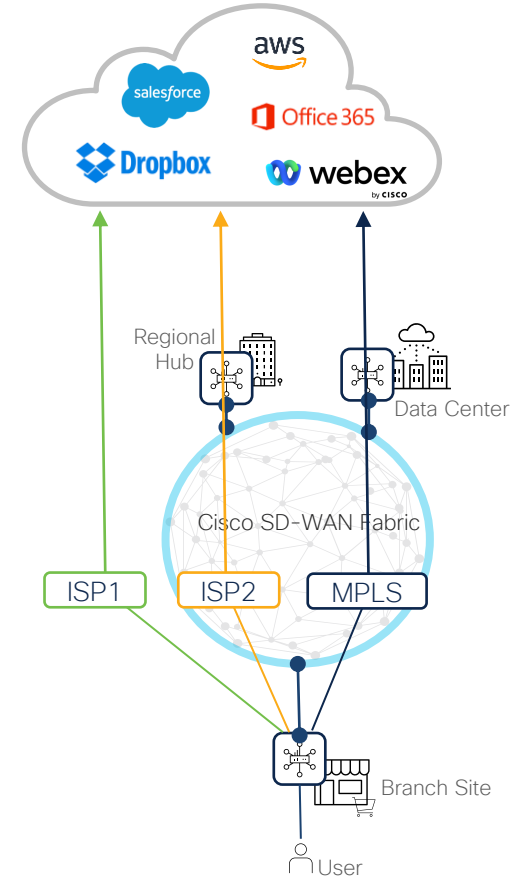 aws
salesforce
Office 365
Dropbox
webex
by CISCO
Regional
Hub
Data Center
Cisco SD-WAN Fabric
ISP1
ISP2
MPLS
Branch Site
User